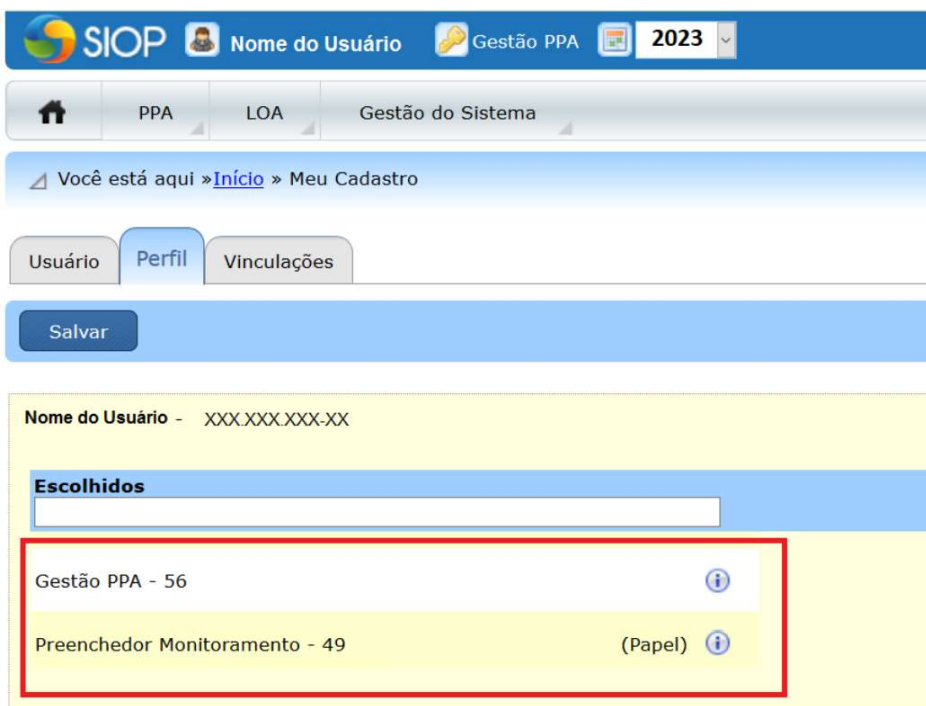 SIOP Nome do Usuário Gestão PPA 2023
PPA LOA Gestão do Sistema
Você está aqui »Início » Meu Cadastro
Usuário Perfil Vinculações
Salvar
Nome do Usuário - XXX.XXX.XXX-XX
Escolhidos
Gestão PPA - 56
Preenchedor Monitoramento - 49 (Papel)